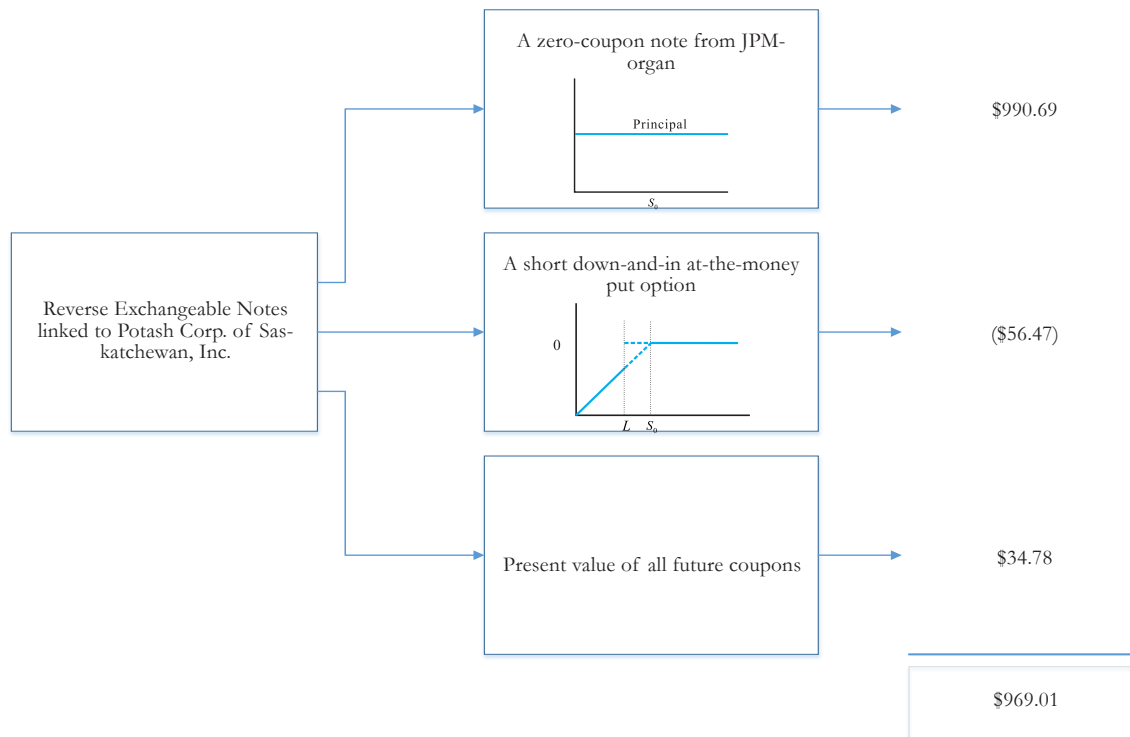 A zero-coupon note from JPM-
organ
Principal
S₀
$990.69
Reverse Exchangeable Notes
linked to Potash Corp. of Sas-
katchewan, Inc.
A short down-and-in at-the-money
put option
0
L S₀
($56.47)
Present value of all future coupons
$34.78
$969.01